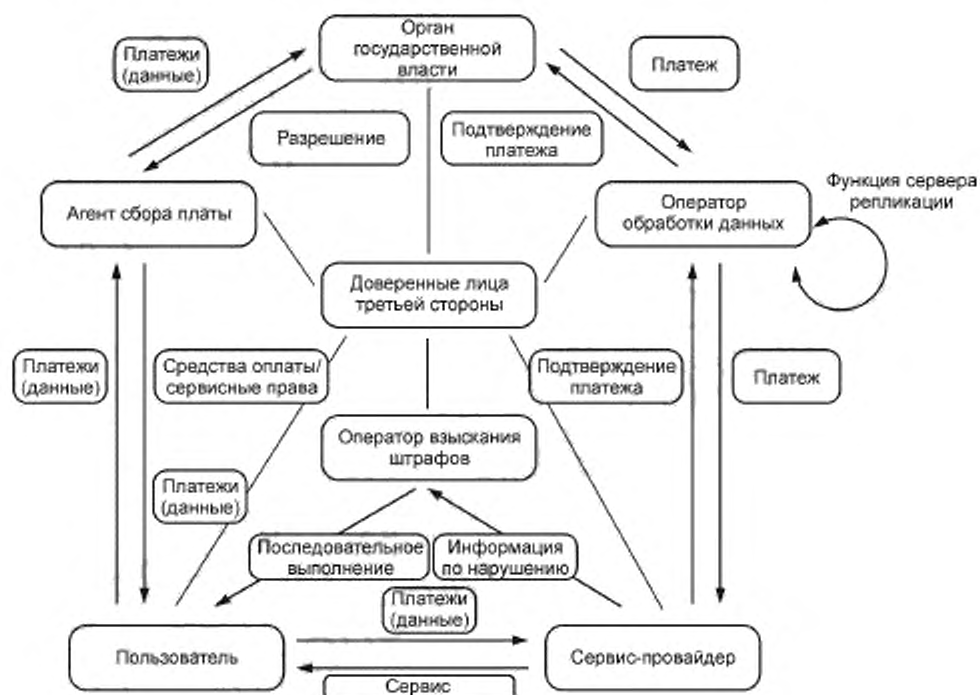 Орган
государственной
власти
Платежи
(данные)
Платеж
Разрешение
Подтверждение
платежа
Функция сервера
репликации
Агент сбора платы
Оператор
обработки данных
Доверенные лица
третьей стороны
Платежи
(данные)
Средства оплаты/
сервисные права
Подтверждение
платежа
Платеж
Оператор взыскания
штрафов
Платежи
(данные)
Последовательное
выполнение
Информация
по нарушению
Платежи
(данные)
Пользователь
Сервис-провайдер
Сервис